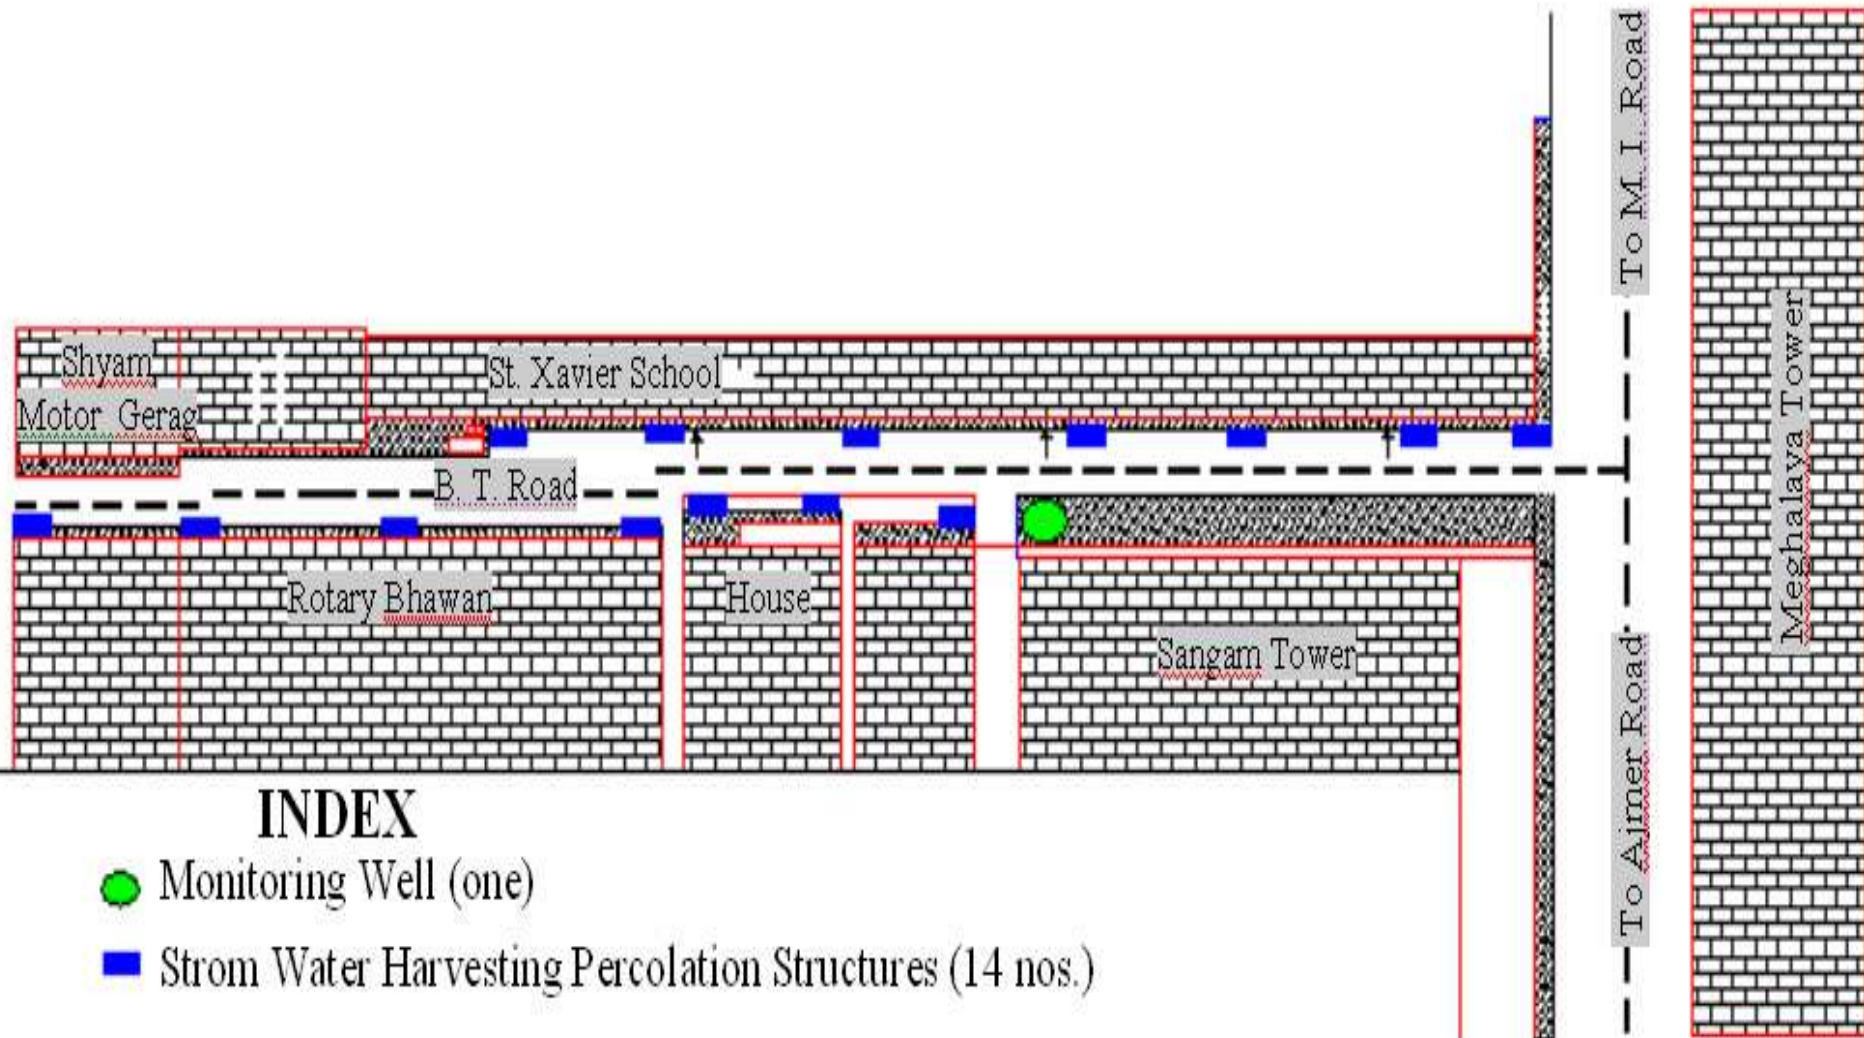 To M. I. Road
Shyam
Motor Gerag
St. Xavier School
B. T. Road
Meghalaya Tower
Rotary Bhawan
House
Sangam Tower
To Ajmer Road
INDEX
Monitoring Well (one)
Strom Water Harvesting Percolation Structures (14 nos.)